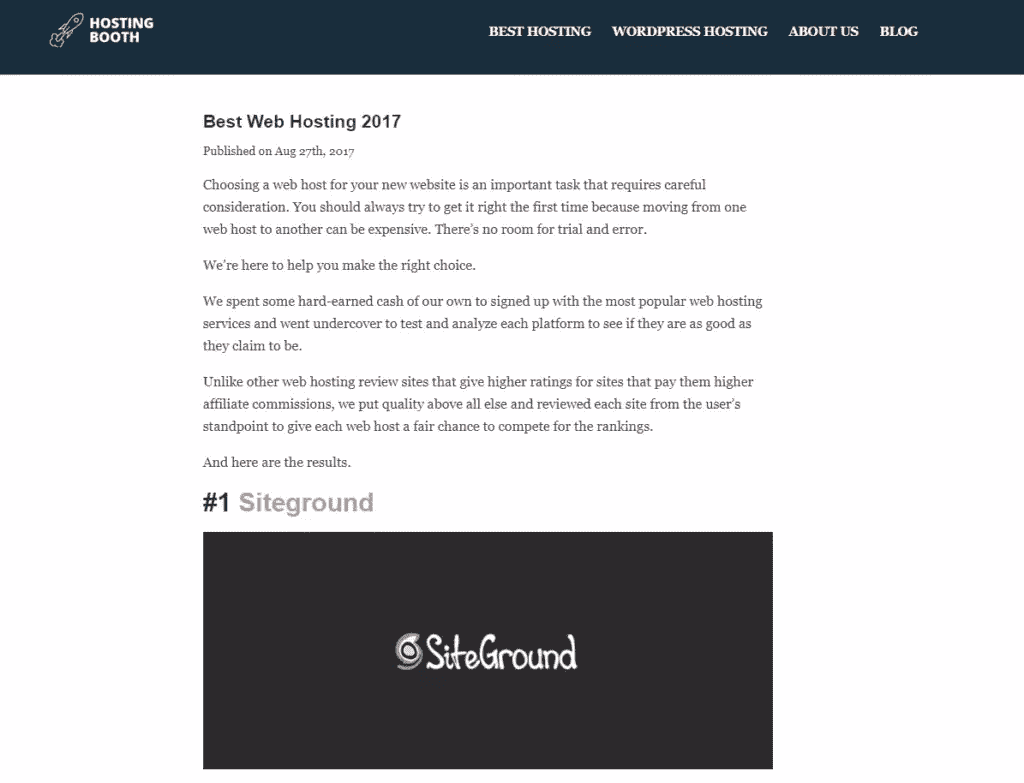 HOSTING
BOOTH
BEST HOSTING WORDPRESS HOSTING ABOUT US BLOG
Best Web Hosting 2017
Published on Aug 27th, 2017
Choosing a web host for your new website is an important task that requires careful
consideration. You should always try to get it right the first time because moving from one
web host to another can be expensive. There's no room for trial and error.
We're here to help you make the right choice.
We spent some hard-earned cash of our own to signed up with the most popular web hosting
services and went undercover to test and analyze each platform to see if they are as good as
they claim to be.
Unlike other web hosting review sites that give higher ratings for sites that pay them higher
affiliate commissions, we put quality above all else and reviewed each site from the user's
standpoint to give each web host a fair chance to compete for the rankings.
And here are the results.
#1 Siteground
SiteGround